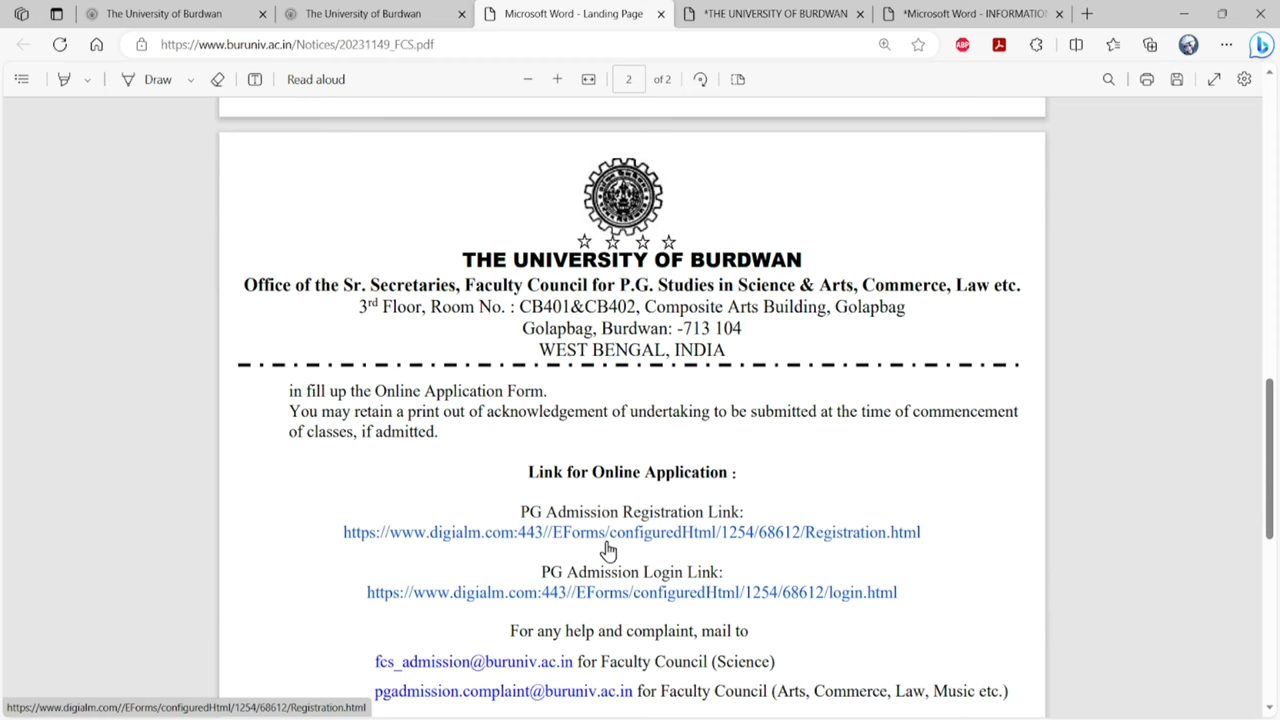 The University of Burdwan
The University of Burdwan
Microsoft Word - Landing Page
*THE UNIVERSITY OF BURDWAN
*Microsoft Word - INFORMATIO
https://www.buruniv.ac.in/Notices/20231149_FCS.pdf
ABP
Draw
Read aloud
2
of 2
THE UNIVERSITY OF BURDWAN
Office of the Sr. Secretaries, Faculty Council for P.G. Studies in Science & Arts, Commerce, Law etc.
3rd Floor, Room No. : CB401&CB402, Composite Arts Building, Golapbag
Golapbag, Burdwan: -713 104
WEST BENGAL, INDIA
in fill up the Online Application Form.
You may retain a print out of acknowledgement of undertaking to be submitted at the time of commencement
of classes, if admitted.
Link for Online Application :
PG Admission Registration Link:
https://www.digialm.com:443//EForms/configuredHtml/1254/68612/Registration.html
PG Admission Login Link:
https://www.digialm.com:443//EForms/configuredHtml/1254/68612/login.html
For any help and complaint, mail to
fcs_admission@buruniv.ac.in for Faculty Council (Science)
pgadmission.complaint@buruniv.ac.in for Faculty Council (Arts, Commerce, Law, Music etc.)
https://www.digialm.com//EForms/configuredHtml/1254/68612/Registration.html